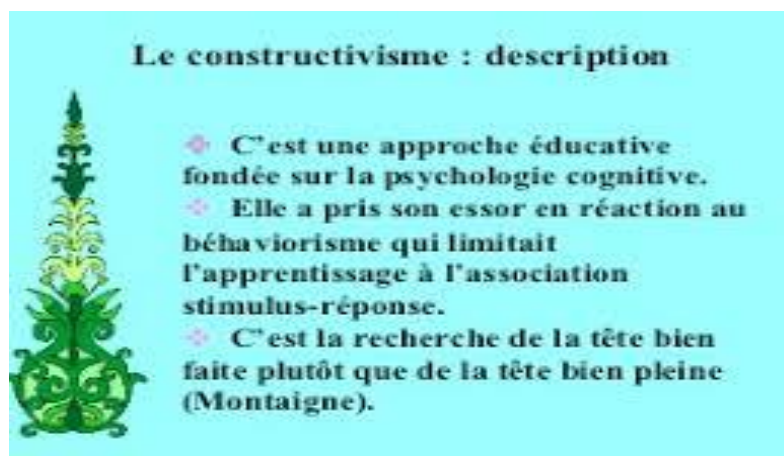 Le constructivisme : description
C'est une approche éducative
fondée sur la psychologie cognitive.
Elle a pris son essor en réaction au
béhaviorisme qui limitait
l'apprentissage à l'association
stimulus-réponse.
C'est la recherche de la tête bien
faite plutôt que de la tête bien pleine
(Montaigne).